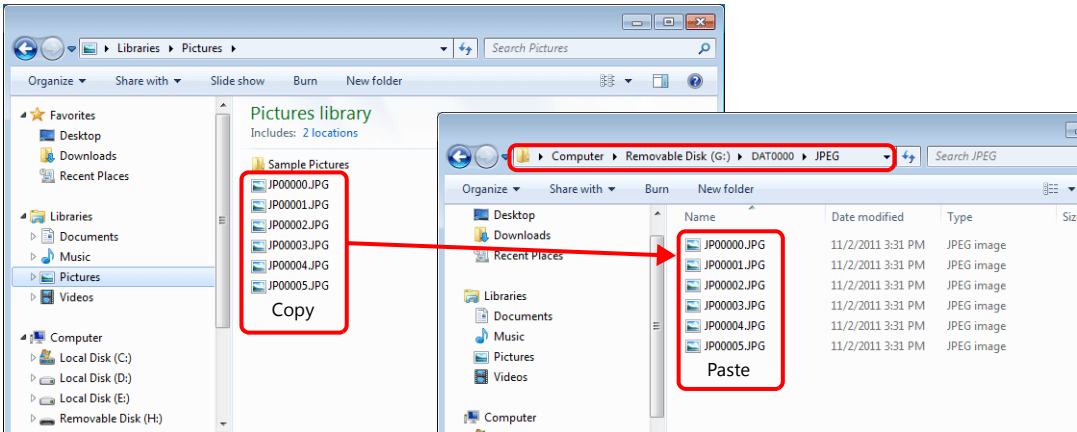 Libraries Pictures
Search Pictures
Organize Share with Slide show Burn New folder
Favorites
Desktop
Downloads
Recent Places
Libraries
Documents
Music
Pictures
Videos
Computer
Local Disk (C:)
Local Disk (D:)
Local Disk (E:)
Removable Disk (H:)
Pictures library
Includes: 2 locations
Sample Pictures
JP00000.JPG
JP00001.JPG
JP00002.JPG
JP00003.JPG
JP00004.JPG
JP00005.JPG
Copy
Computer Removable Disk (G:) DAT0000 JPEG
Search JPEG
Organize Share with Burn New folder
Desktop
Downloads
Recent Places
Libraries
Documents
Music
Pictures
Videos
Computer
Name Date modified Type Siz
JP00000.JPG 11/2/2011 3:31 PM JPEG image
JP00001.JPG 11/2/2011 3:31 PM JPEG image
JP00002.JPG 11/2/2011 3:31 PM JPEG image
JP00003.JPG 11/2/2011 3:31 PM JPEG image
JP00004.JPG 11/2/2011 3:31 PM JPEG image
JP00005.JPG 11/2/2011 3:31 PM JPEG image
Paste